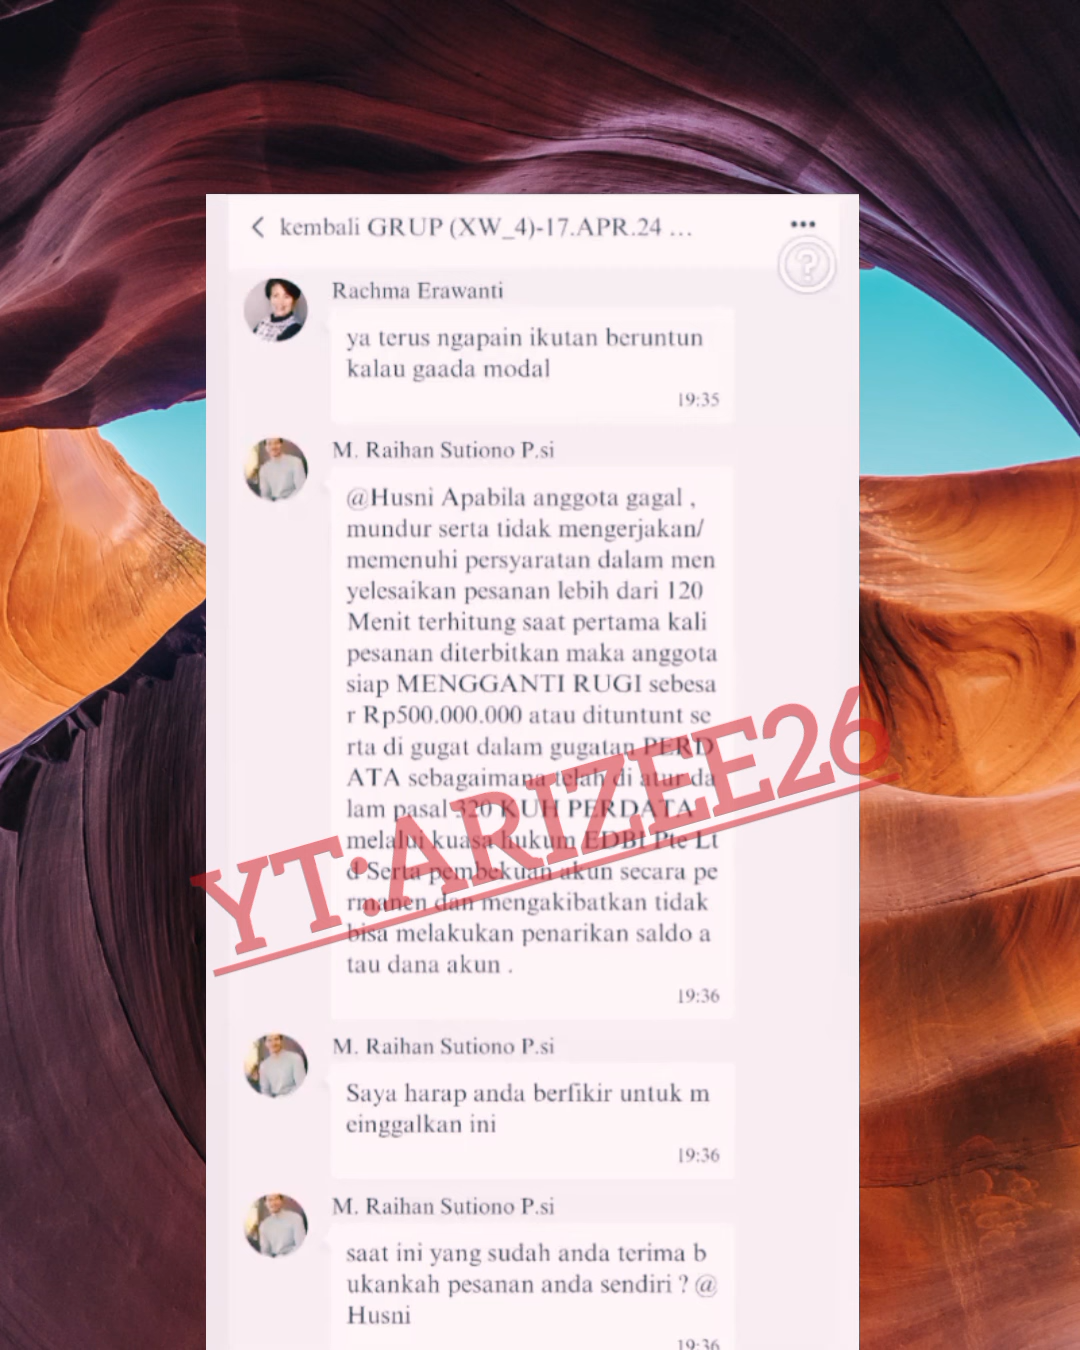 kembali GRUP (XW_4)-17.APR.24 ...
Rachma Erawanti
ya terus ngapain ikutan beruntun
kalau gaada modal
19:35
M. Raihan Sutiono P.si
@Husni Apabila anggota gagal ,
mundur serta tidak mengerjakan/
memenuhi persyaratan dalam men
yelesaikan pesanan lebih dari 120
Menit terhitung saat pertama kali
pesanan diterbitkan maka anggota
siap MENGGANTI RUGI sebesa
r Rp500.000.000 atau dituntunt se
rta di gugat dalam gugatan PERD
ATA sebagaimana telah di atur da
lam pasal 320 KUH PERDATA
melalui kuasa hukum EDBI Pte Lt
d Serta pembekuan akun secara pe
rmanen dan mengakibatkan tidak
bisa melakukan penarikan saldo a
tau dana akun .
19:36
YT:ARIZEE26
M. Raihan Sutiono P.si
Saya harap anda berfikir untuk m
einggalkan ini
19:36
M. Raihan Sutiono P.si
saat ini yang sudah anda terima b
ukankah pesanan anda sendiri ? @
Husni
19:36